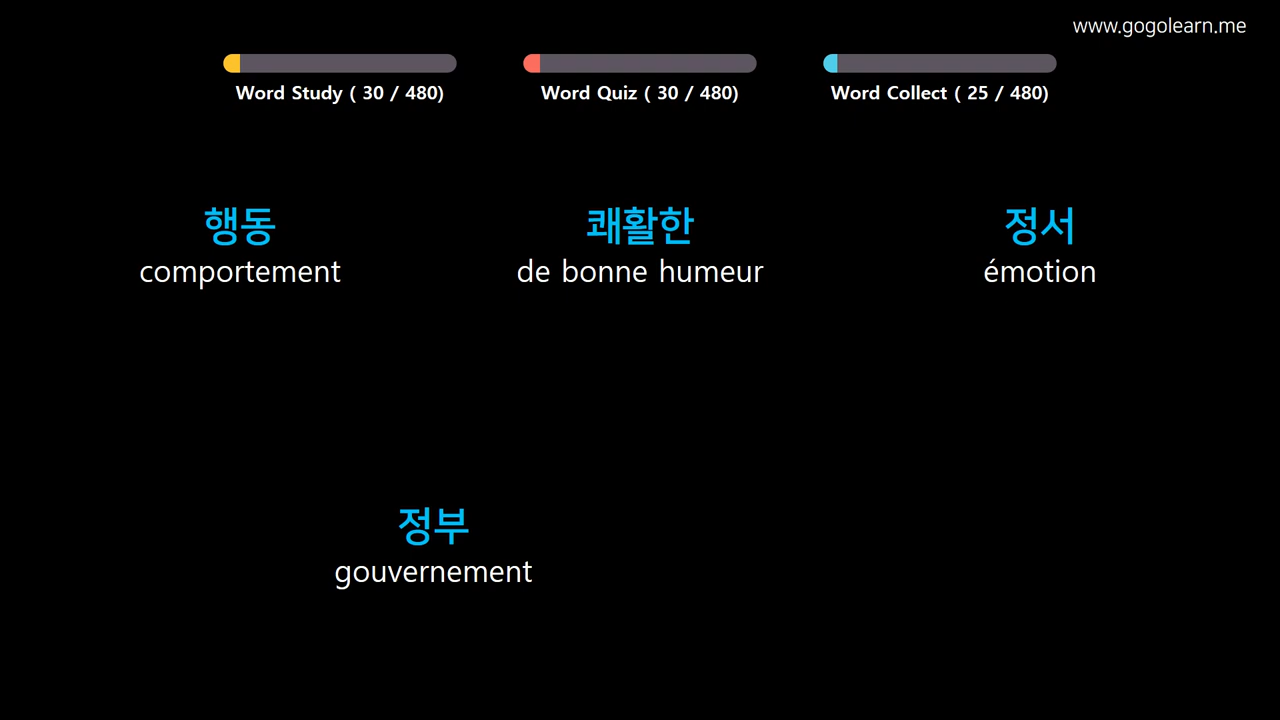 www.gogolearn.me
Word Study ( 30 / 480)
Word Quiz ( 30 / 480)
Word Collect ( 25 / 480)
행동
comportement
쾌활한
de bonne humeur
정서
émotion
정부
gouvernement